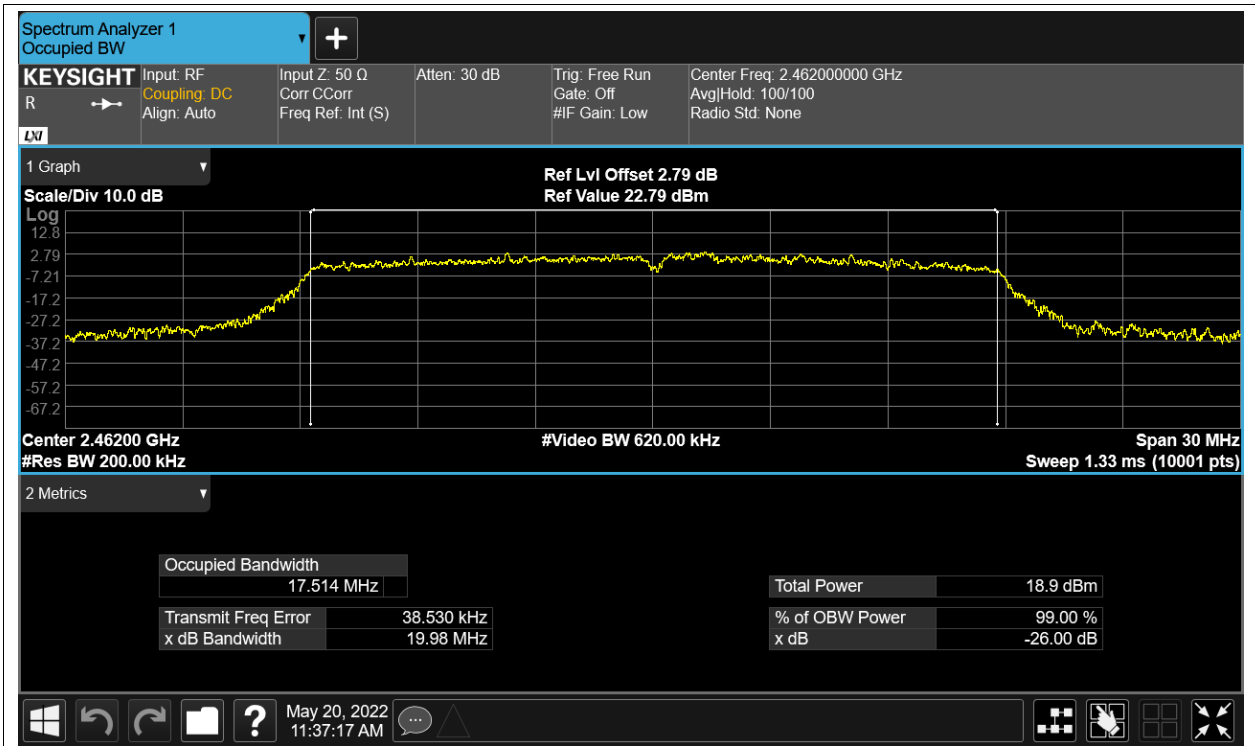 Spectrum Analyzer 1
Occupied BW
KEYSIGHT
R
LXI
Input: RF
Coupling: DC
Align: Auto
Input Z: 50 Ω
Corr CCorr
Freq Ref: Int (S)
Atten: 30 dB
Trig: Free Run
Gate: Off
#IF Gain: Low
Center Freq: 2.462000000 GHz
Avg|Hold: 100/100
Radio Std: None
1 Graph
Scale/Div 10.0 dB
Ref Lvl Offset 2.79 dB
Ref Value 22.79 dBm
Log
12.8
2.79
-7.21
-17.2
-27.2
-37.2
-47.2
-57.2
-67.2
Center 2.46200 GHz
#Res BW 200.00 kHz
#Video BW 620.00 kHz
Span 30 MHz
Sweep 1.33 ms (10001 pts)
2 Metrics
Occupied Bandwidth
17.514 MHz
Transmit Freq Error 38.530 kHz
x dB Bandwidth 19.98 MHz
Total Power 18.9 dBm
% of OBW Power 99.00 %
x dB -26.00 dB
May 20, 2022
11:37:17 AM